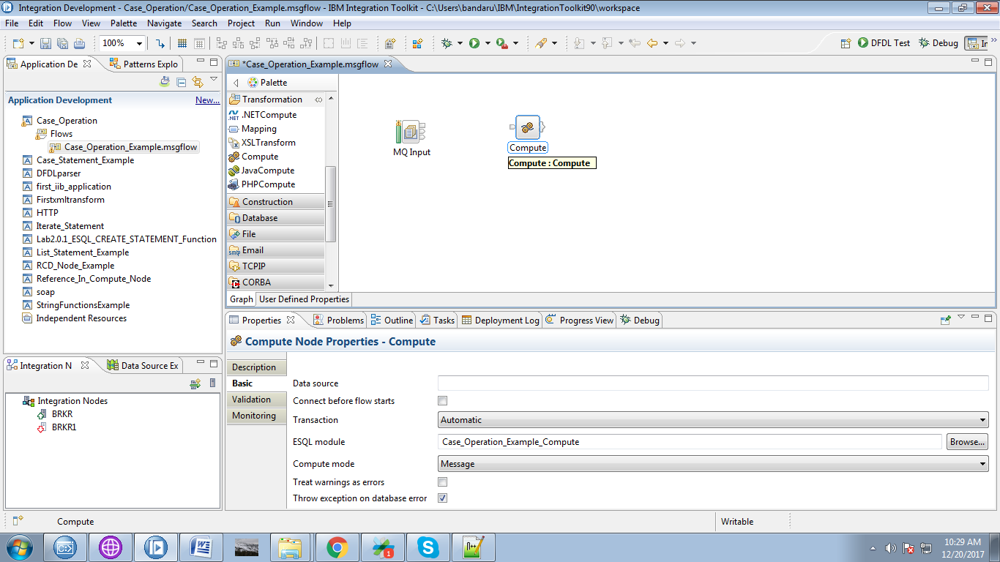 Integration Development - Case_Operation/Case_Operation_Example.msgflow - IBM Integration Toolkit - C:\Users\bandaru\IBM\IntegrationToolkit90\workspace
File Edit Flow View Palette Navigate Search Project Run Window Help
100% DFDL Test Debug In
Application De Patterns Explo
Application Development New...
Case_Operation
Flows
Case_Operation_Example.msgflow
Case_Statement_Example
DFDLparser
first_iib_application
Firstxmltransform
HTTP
Iterate_Statement
Lab2.0.1_ESQL_CREATE_STATEMENT_Function
List_Statement_Example
RCD_Node_Example
Reference_In_Compute_Node
soap
StringFunctionsExample
Independent Resources
Integration N Data Source Ex
Integration Nodes
BRKR
BRKR1
*Case_Operation_Example.msgflow
Palette
Transformation
.NETCompute
Mapping
XSLTransform
Compute
JavaCompute
PHPCompute
Construction
Database
File
Email
TCPIP
CORBA
Graph User Defined Properties
MQ Input
Compute
Compute : Compute
Properties Problems Outline Tasks Deployment Log Progress View Debug
Compute Node Properties - Compute
Description
Basic
Validation
Monitoring
Data source
Connect before flow starts
Transaction Automatic
ESQL module Case_Operation_Example_Compute Browse...
Compute mode Message
Treat warnings as errors
Throw exception on database error
Compute Writable
10:29 AM
12/20/2017